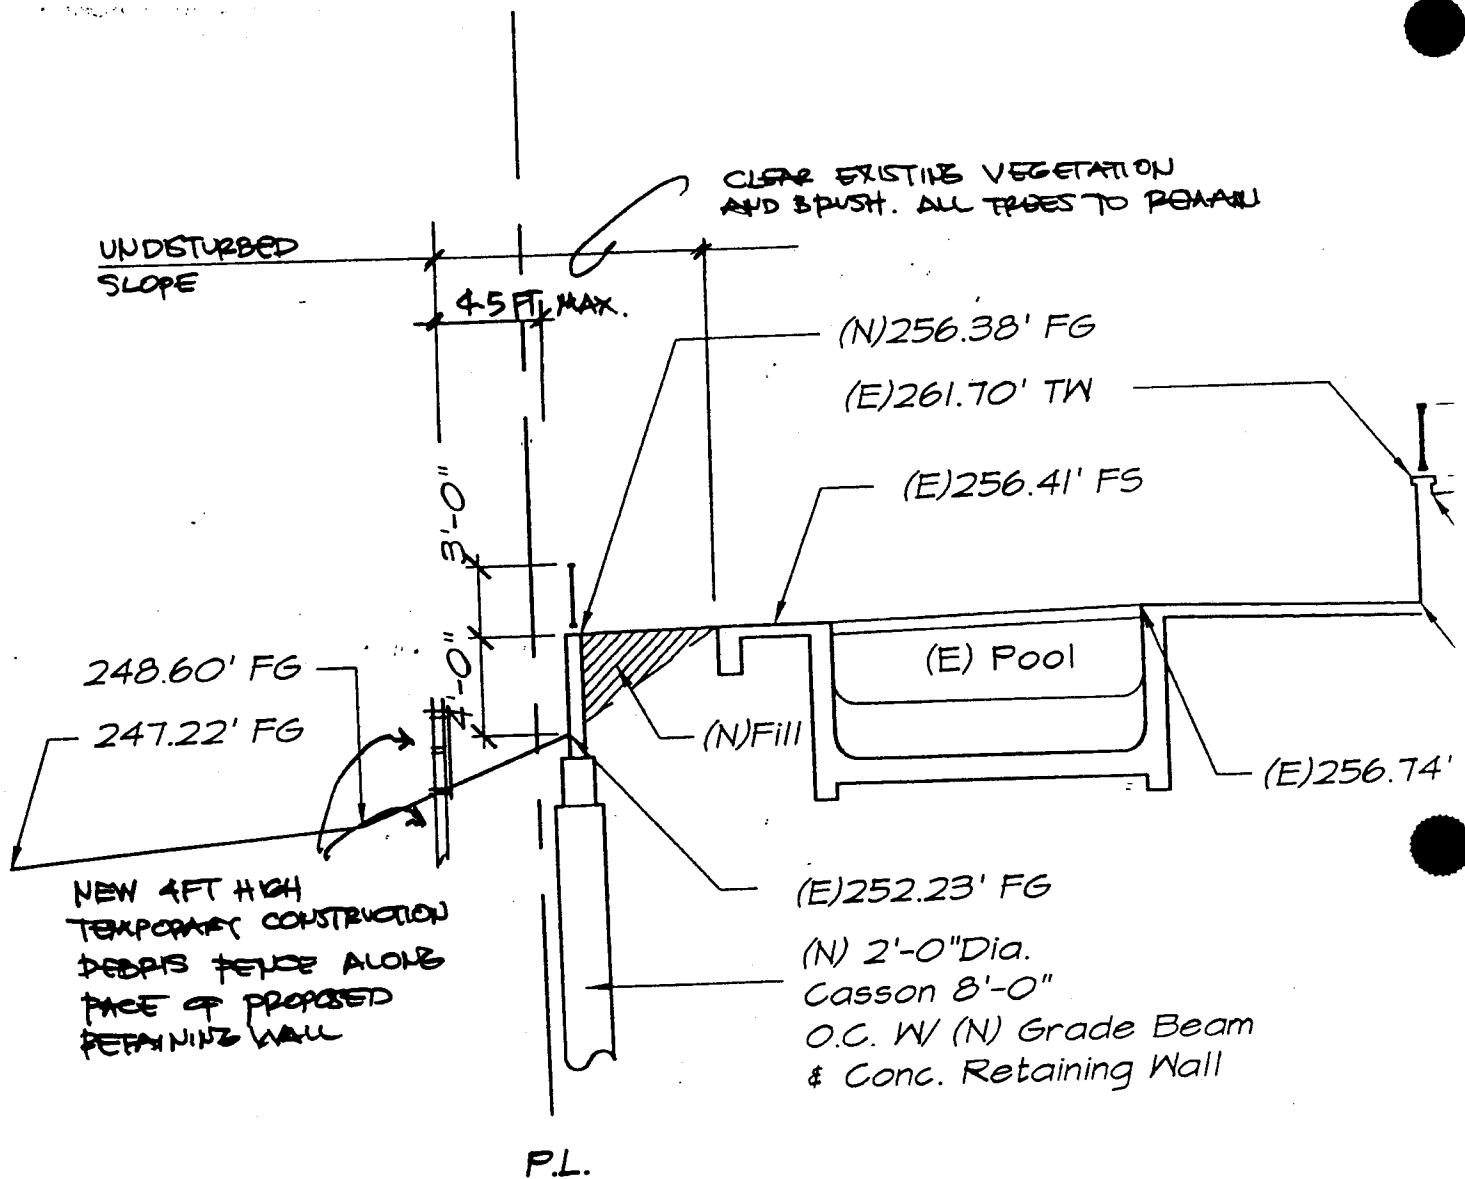 CLEAR EXISTING VEGETATION
AND BRUSH. ALL TREES TO REMAIN
UNDISTURBED
SLOPE
4-5 FT. MAX.
(N)256.38' FG
(E)261.70' TW
(E)256.41' FS
3'-0"
4'-0"
248.60' FG
247.22' FG
(E) Pool
(N)Fill
(E)256.74'
NEW 4FT HIGH
TEMPORARY CONSTRUCTION
DEBRIS FENCE ALONG
FACE OF PROPOSED
RETAINING WALL
(E)252.23' FG
(N) 2'-0"Dia.
Casson 8'-0"
O.C. W/ (N) Grade Beam
& Conc. Retaining Wall
P.L.